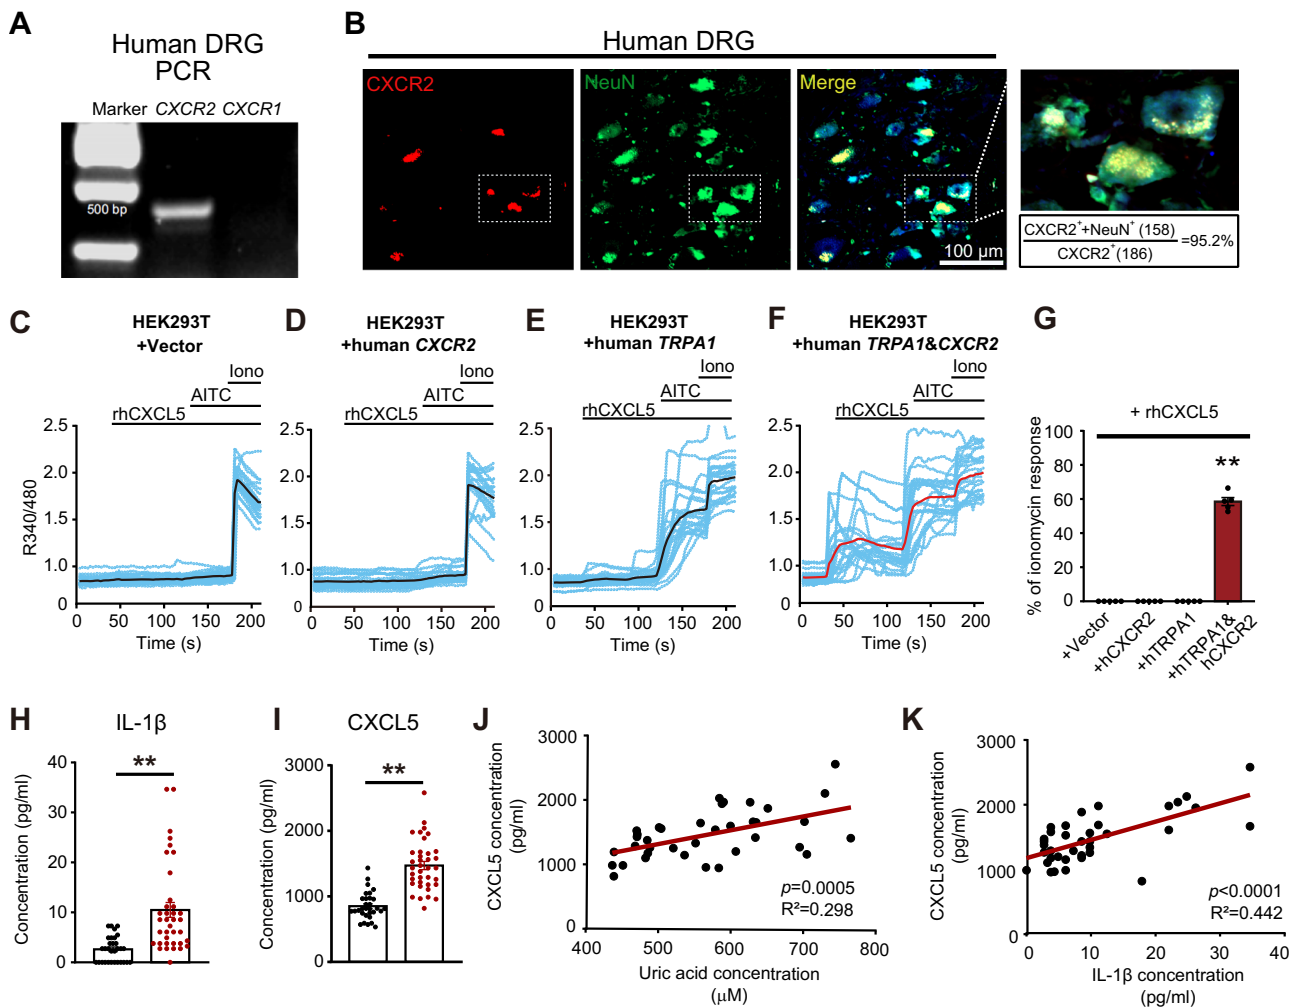 A
Human DRG
PCR
Marker CXCR2 CXCR1
500 bp
B
Human DRG
CXCR2
NeuN
Merge
100 µm
CXCR2⁺+NeuN⁺ (158)
CXCR2⁺(186)
=95.2%
C
HEK293T
+Vector
Iono
AITC
rhCXCL5
R340/480
2.5
2.0
1.5
1.0
0
0 50 100 150 200
Time (s)
D
HEK293T
+human CXCR2
Iono
AITC
rhCXCL5
2.5
2.0
1.5
1.0
0
0 50 100 150 200
Time (s)
E
HEK293T
+human TRPA1
Iono
AITC
rhCXCL5
2.5
2.0
1.5
1.0
0
0 50 100 150 200
Time (s)
F
HEK293T
+human TRPA1&CXCR2
Iono
AITC
rhCXCL5
2.5
2.0
1.5
1.0
0
0 50 100 150 200
Time (s)
G
+ rhCXCL5
% of ionomycin response
100
80
60
40
20
0
**
+Vector
+hCXCR2
+hTRPA1
+hTRPA1&
hCXCR2
H
IL-1β
**
Concentration (pg/ml)
40
30
20
10
0
I
CXCL5
**
Concentration (pg/ml)
3000
2000
1000
0
J
CXCL5 concentration
(pg/ml)
3000
2000
1000
0
p=0.0005
R²=0.298
400 500 600 700 800
Uric acid concentration
(µM)
K
CXCL5 concentration
(pg/ml)
3000
2000
1000
0
p<0.0001
R²=0.442
0 10 20 30 40
IL-1β concentration
(pg/ml)